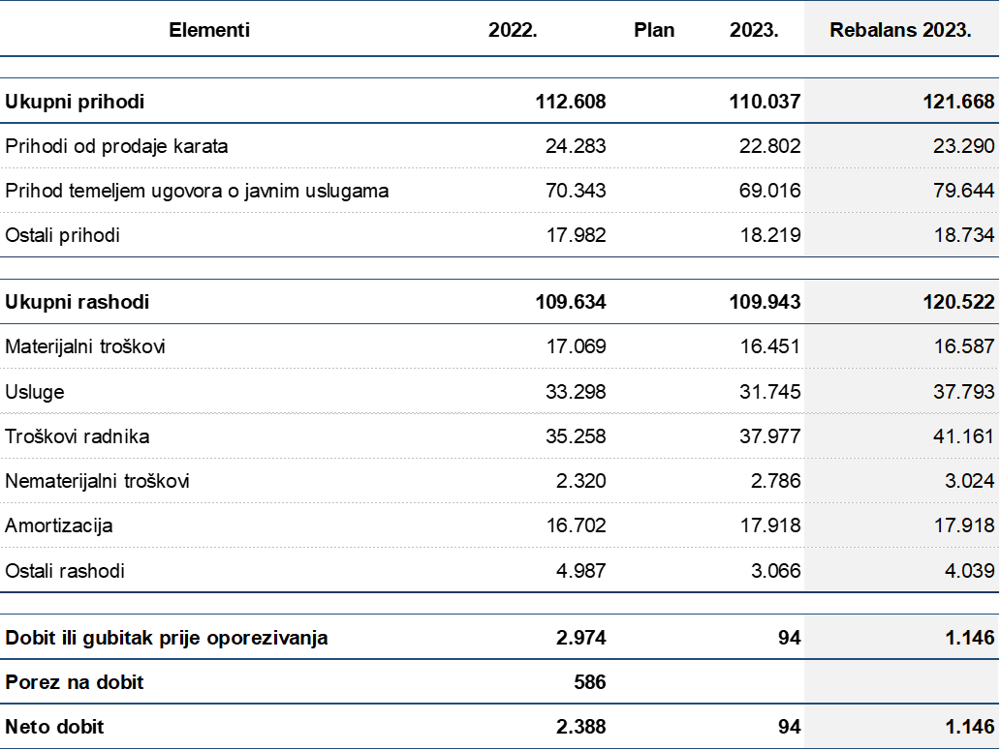 Elementi 2022. Plan 2023. Rebalans 2023.
Ukupni prihodi 112.608 110.037 121.668
Prihodi od prodaje karata 24.283 22.802 23.290
Prihod temeljem ugovora o javnim uslugama 70.343 69.016 79.644
Ostali prihodi 17.982 18.219 18.734
Ukupni rashodi 109.634 109.943 120.522
Materijalni troškovi 17.069 16.451 16.587
Usluge 33.298 31.745 37.793
Troškovi radnika 35.258 37.977 41.161
Nematerijalni troškovi 2.320 2.786 3.024
Amortizacija 16.702 17.918 17.918
Ostali rashodi 4.987 3.066 4.039
Dobit ili gubitak prije oporezivanja 2.974 94 1.146
Porez na dobit 586
Neto dobit 2.388 94 1.146